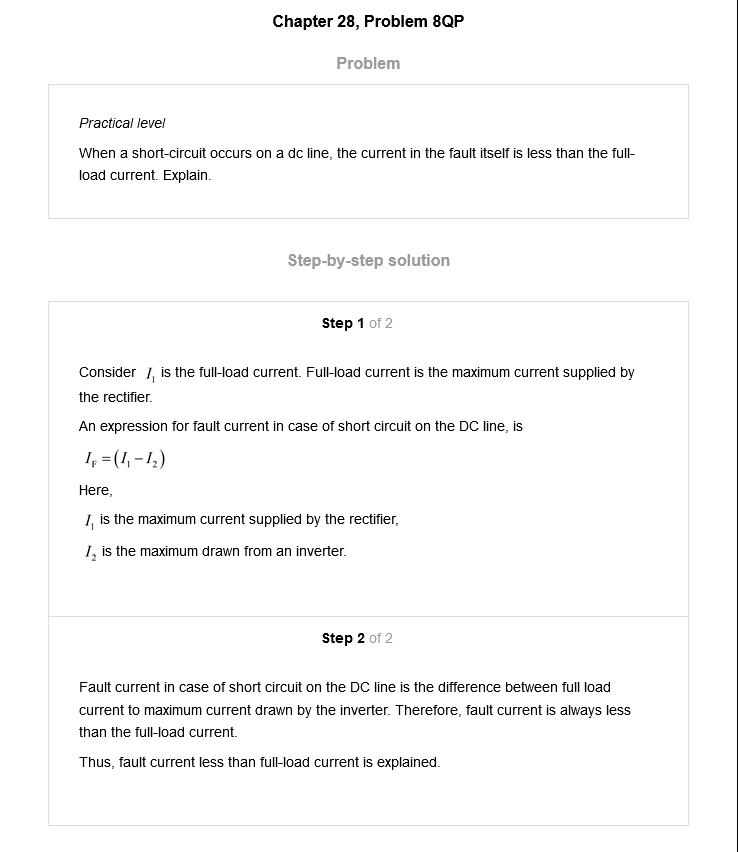 Chapter 28, Problem 8QP
Problem
Practical level
When a short-circuit occurs on a dc line, the current in the fault itself is less than the full-
load current. Explain.
Step-by-step solution
Step 1 of 2
Consider I₁ is the full-load current. Full-load current is the maximum current supplied by
the rectifier.
An expression for fault current in case of short circuit on the DC line, is
I_F = (I₁ − I₂)
Here,
I₁ is the maximum current supplied by the rectifier,
I₂ is the maximum drawn from an inverter.
Step 2 of 2
Fault current in case of short circuit on the DC line is the difference between full load
current to maximum current drawn by the inverter. Therefore, fault current is always less
than the full-load current.
Thus, fault current less than full-load current is explained.